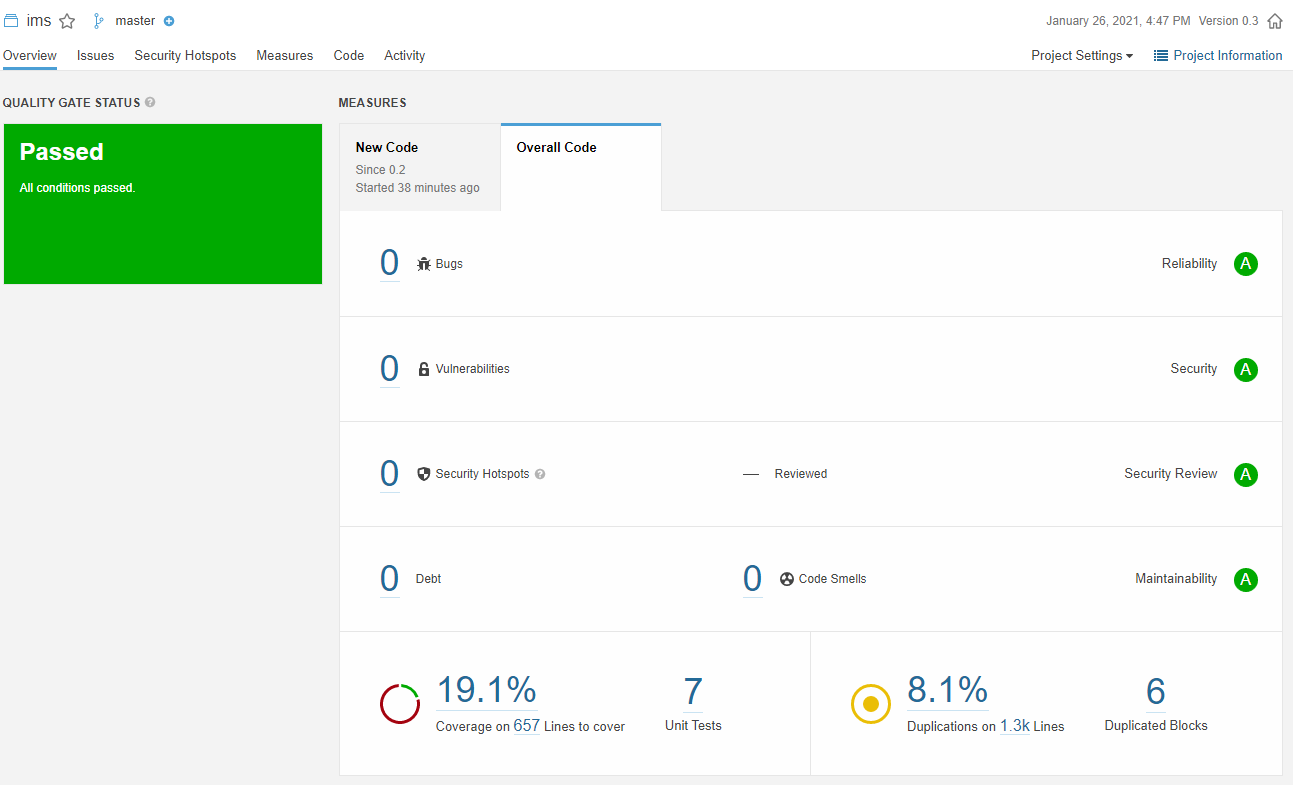 ims master January 26, 2021, 4:47 PM Version 0.3
Overview Issues Security Hotspots Measures Code Activity Project Settings Project Information
QUALITY GATE STATUS ?
MEASURES
Passed
All conditions passed.
New Code
Since 0.2
Started 38 minutes ago
Overall Code
0 Bugs Reliability A
0 Vulnerabilities Security A
0 Security Hotspots ? — Reviewed Security Review A
0 Debt 0 Code Smells Maintainability A
19.1%
Coverage on 657 Lines to cover
7
Unit Tests
8.1%
Duplications on 1.3k Lines
6
Duplicated Blocks